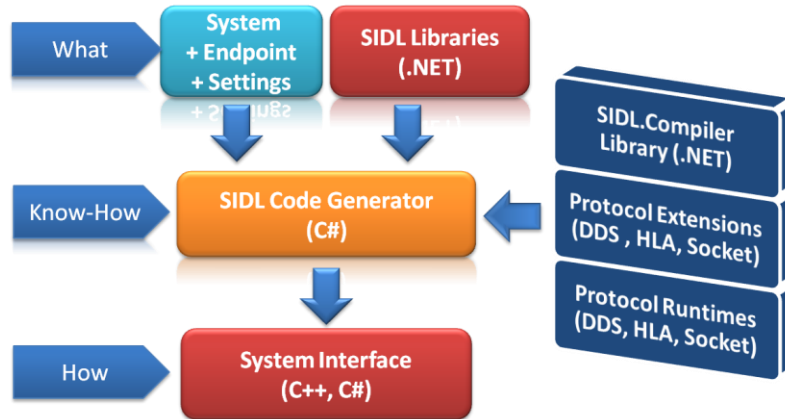 What
System
+ Endpoint
+ Settings
SIDL Libraries
(.NET)
SIDL.Compiler
Library (.NET)
Know-How
SIDL Code Generator
(C#)
Protocol Extensions
(DDS , HLA, Socket)
Protocol Runtimes
(DDS, HLA, Socket)
How
System Interface
(C++, C#)